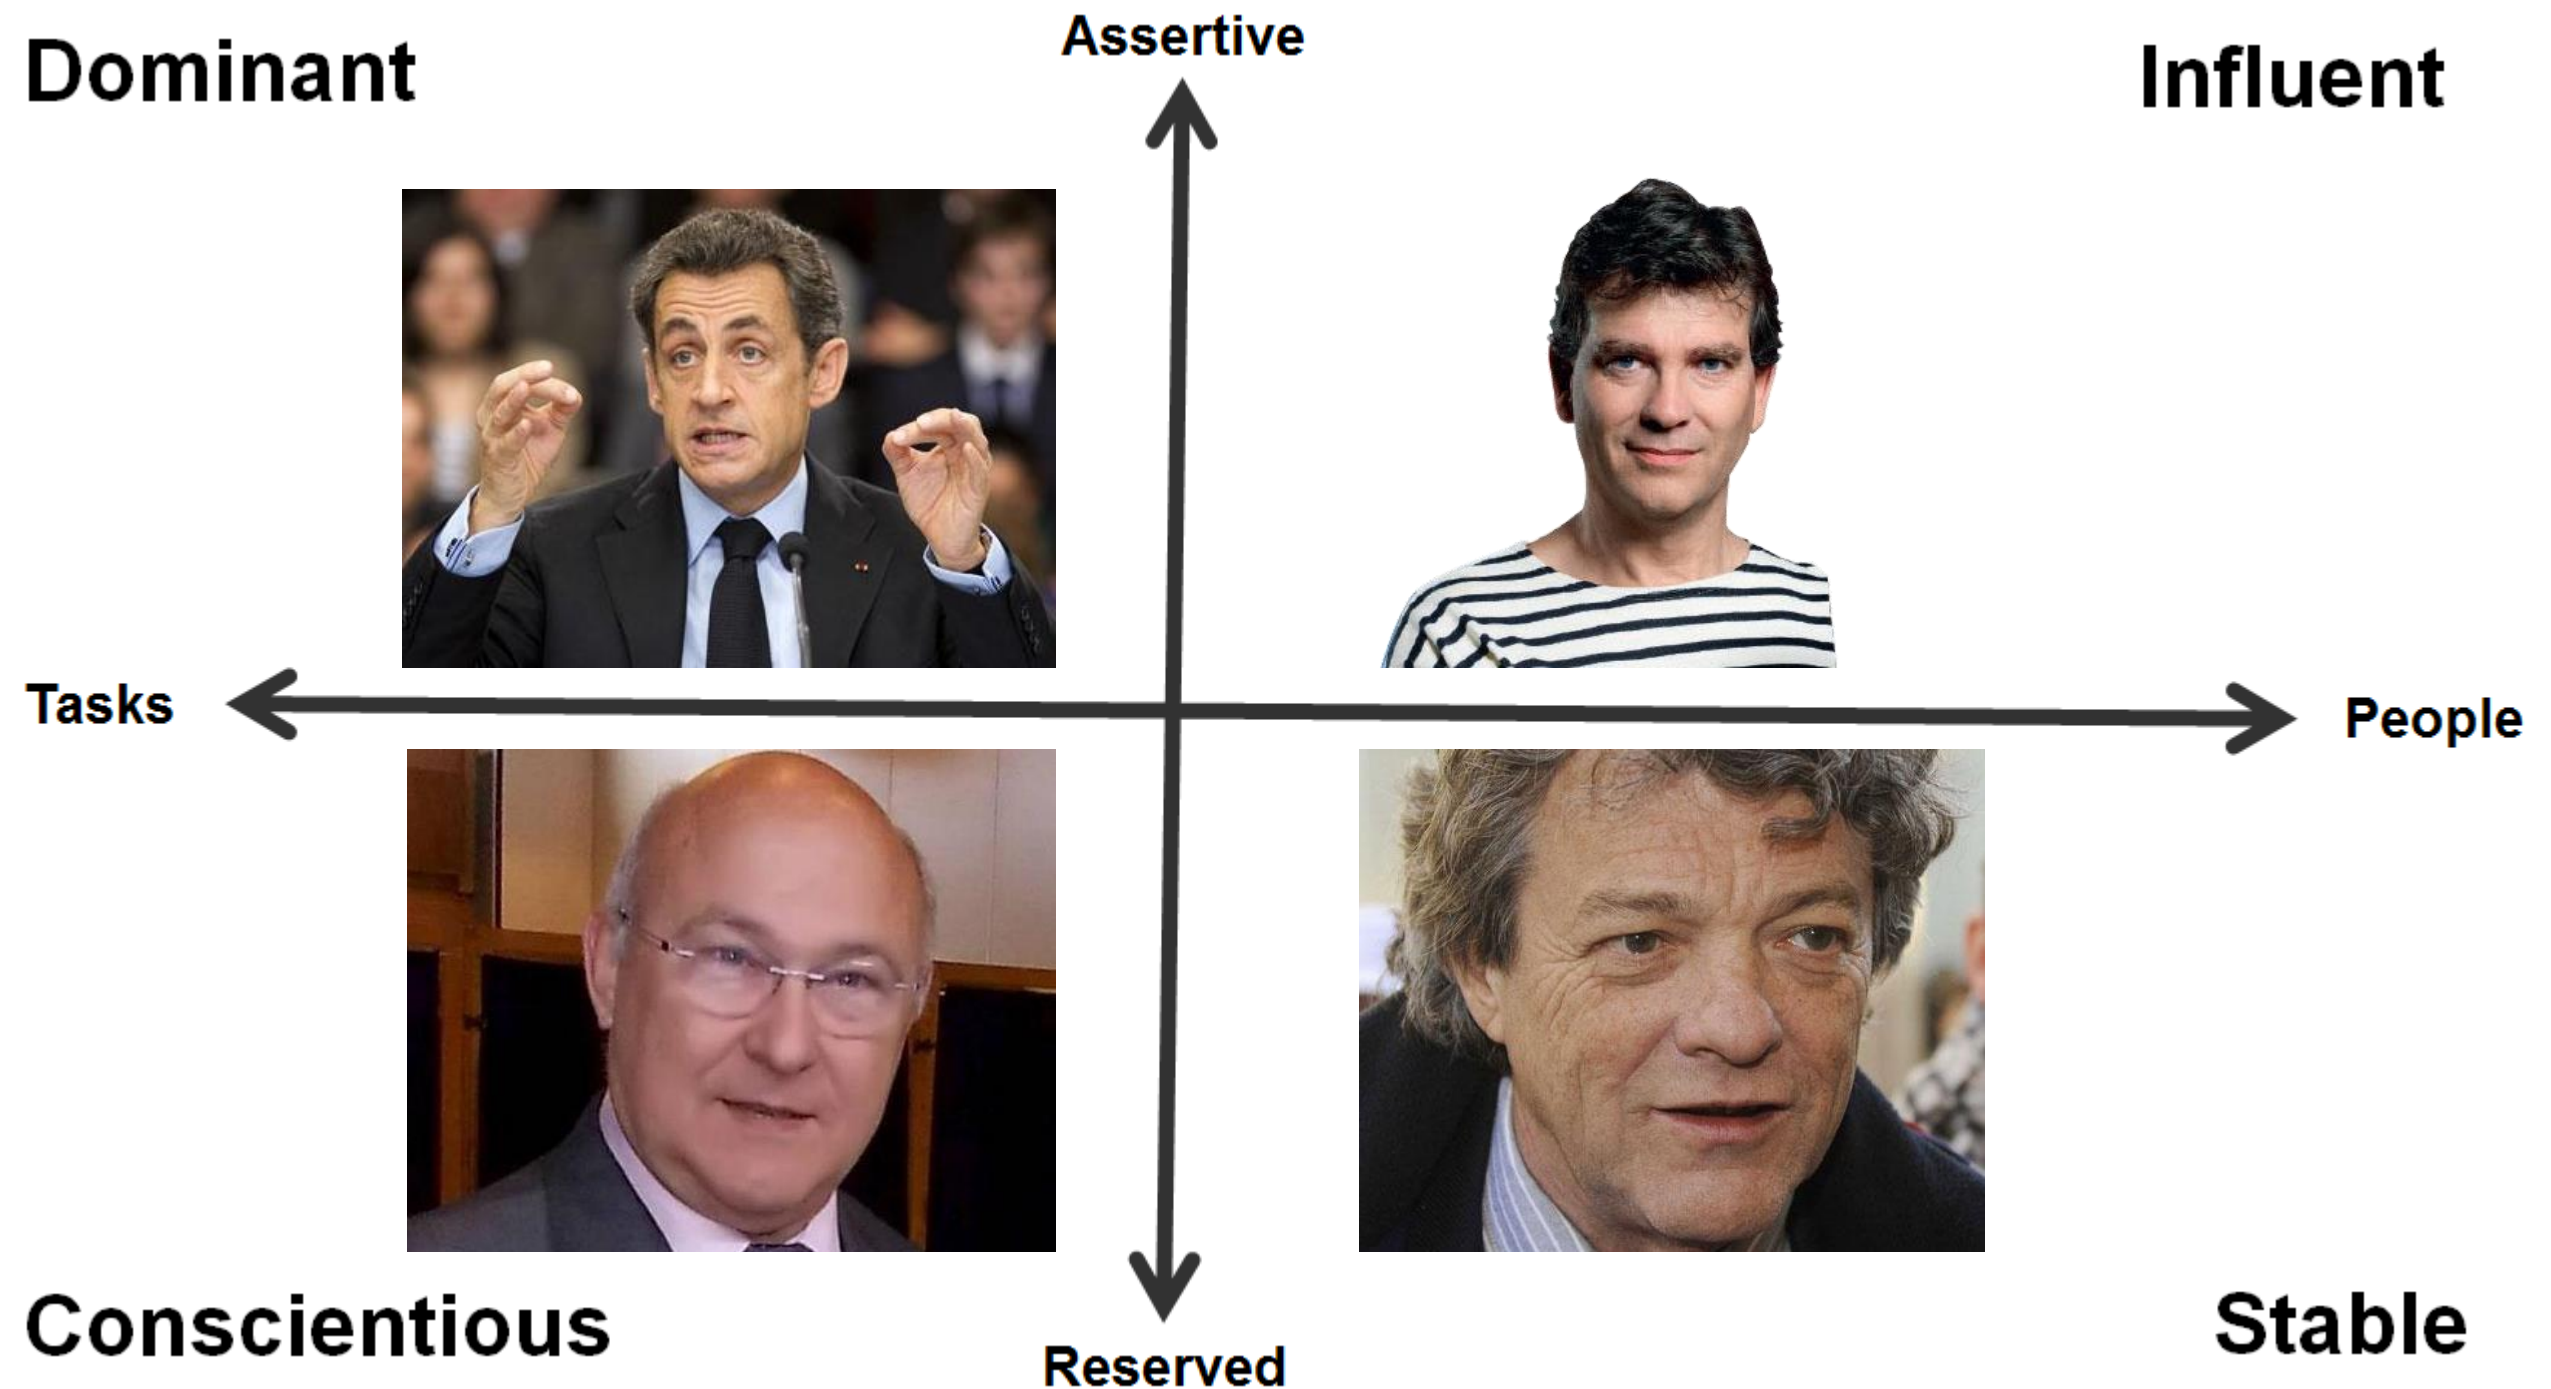 Assertive
Dominant
Influent
Tasks
People
Conscientious
Stable
Reserved